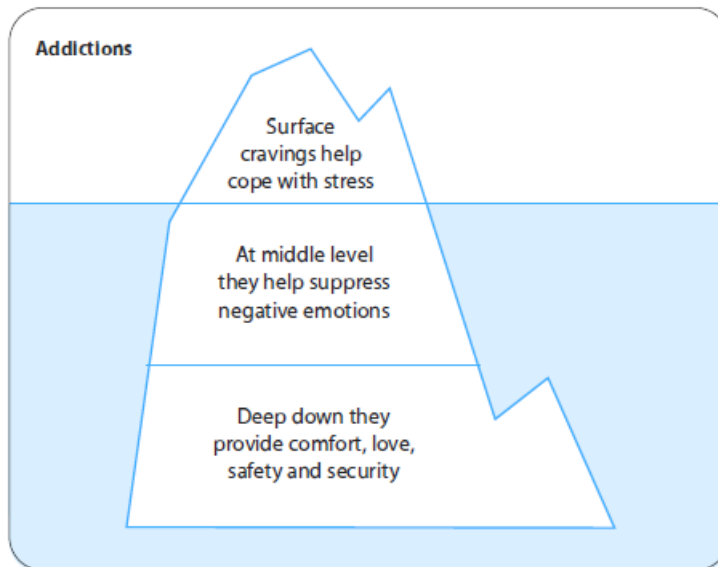 Addictions
Surface
cravings help
cope with stress
At middle level
they help suppress
negative emotions
Deep down they
provide comfort, love,
safety and security